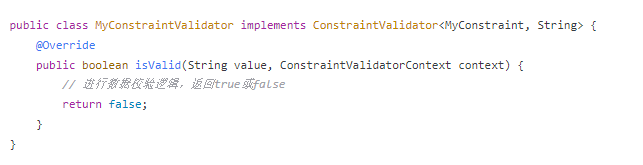 public class MyConstraintValidator implements ConstraintValidator<MyConstraint, String> {
    @Override
    public boolean isValid(String value, ConstraintValidatorContext context) {
        // 进行数据校验逻辑，返回true或false
        return false;
    }
}